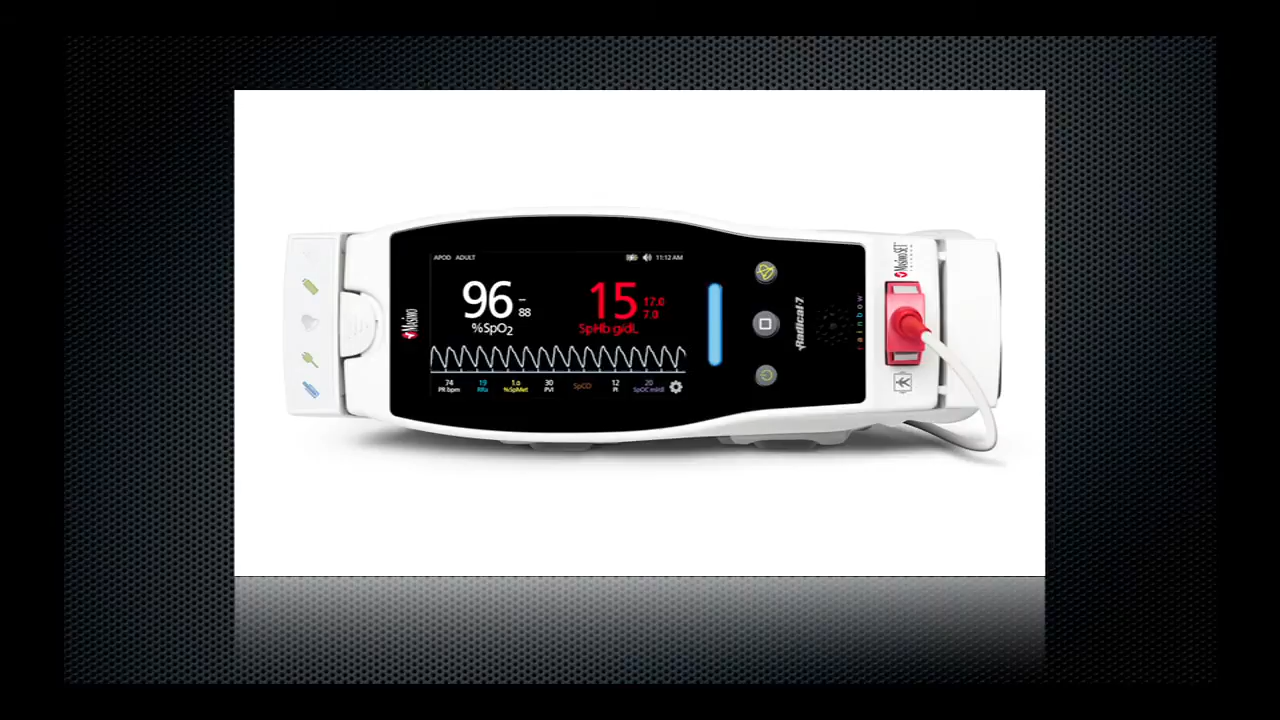 APOD ADULT 11:12 AM
96 – 88
%SpO₂
15 17.0 7.0
SpHb g/dL
74 PR bpm
19 RRa
1.0 %SpMet
30 PVI
SpCO
12 PI
20 SpOC ml/dl
Masimo
Radical-7
rainbow
Masimo SET